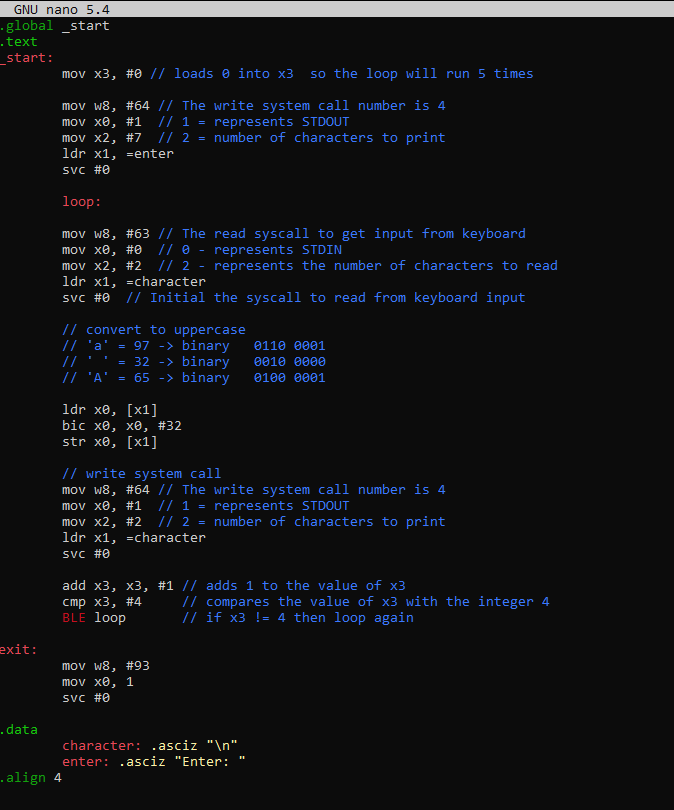 GNU nano 5.4
.global _start
.text
_start:
mov x3, #0 // loads 0 into x3  so the loop will run 5 times
mov w8, #64 // The write system call number is 4
mov x0, #1  // 1 = represents STDOUT
mov x2, #7  // 2 = number of characters to print
ldr x1, =enter
svc #0
loop:
mov w8, #63 // The read syscall to get input from keyboard
mov x0, #0  // 0 - represents STDIN
mov x2, #2  // 2 - represents the number of characters to read
ldr x1, =character
svc #0  // Initial the syscall to read from keyboard input
// convert to uppercase
// 'a' = 97 -> binary   0110 0001
// ' ' = 32 -> binary   0010 0000
// 'A' = 65 -> binary   0100 0001
ldr x0, [x1]
bic x0, x0, #32
str x0, [x1]
// write system call
mov w8, #64 // The write system call number is 4
mov x0, #1  // 1 = represents STDOUT
mov x2, #2  // 2 = number of characters to print
ldr x1, =character
svc #0
add x3, x3, #1 // adds 1 to the value of x3
cmp x3, #4     // compares the value of x3 with the integer 4
BLE loop       // if x3 != 4 then loop again
exit:
mov w8, #93
mov x0, 1
svc #0
.data
character: .asciz "\n"
enter: .asciz "Enter: "
.align 4